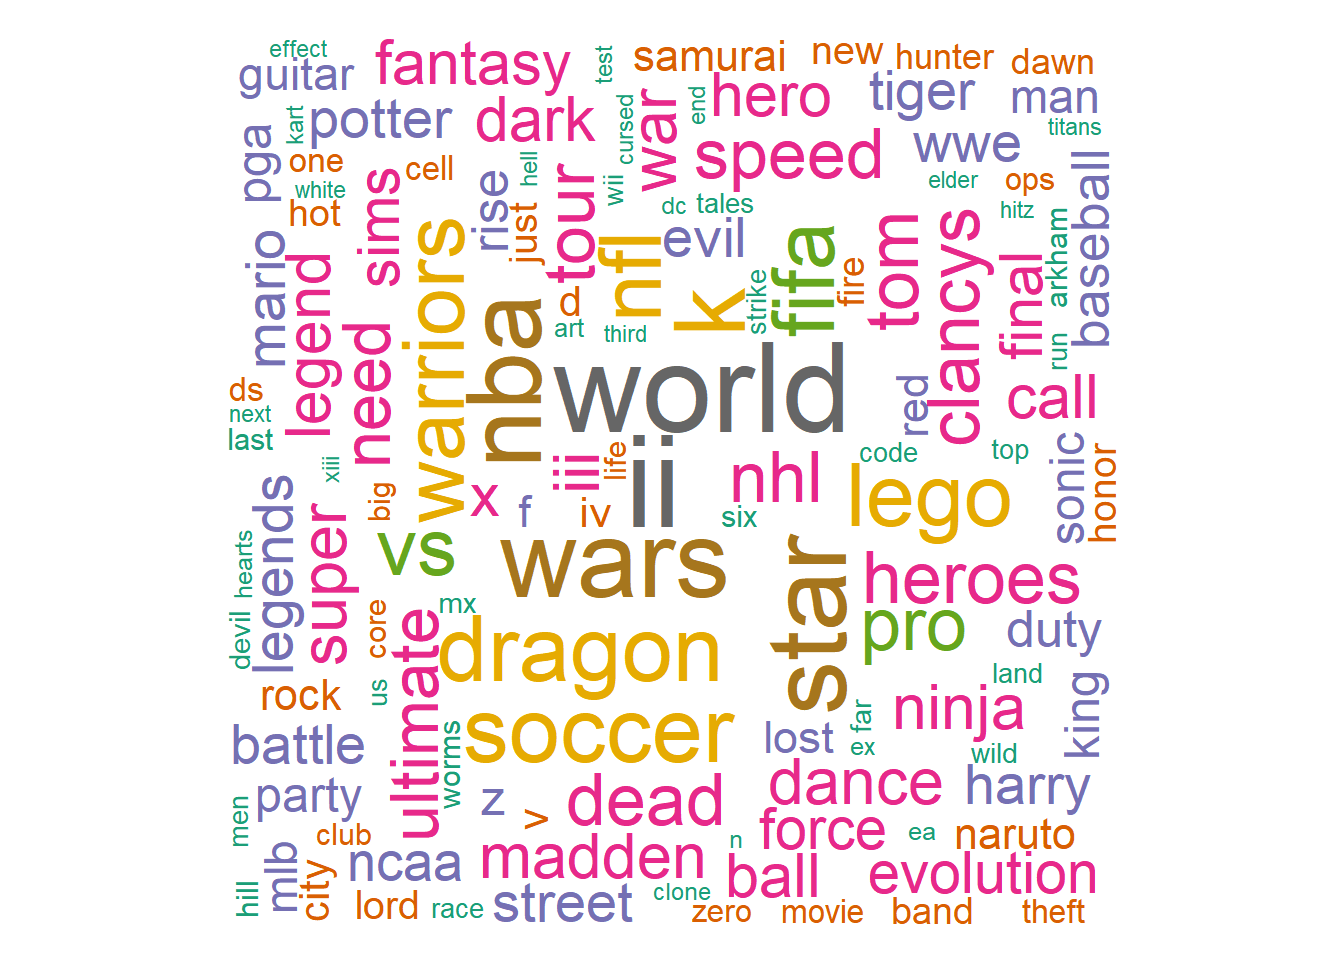 effect
guitar
fantasy
test
samurai
new
hunter
dawn
kart
potter
dark
war
end
hero
tiger
man
titans
pga
one
white
hot
cell
sims
rise
hell
just
tour
wii
cursed
dc
tales
speed
wwe
elder
ops
hitz
baseball
mario
legend
need
warriors
nba
d
art
third
nfl
evil
k
strike
fifa
fire
tom
clancys
final
arkham
run
ds
next
last
world
red
call
xiii
big
x
f
iii
iv
life
ii
nhl
six
code
lego
top
sonic
honor
hearts
devil
legends
super
vs
wars
star
heroes
pro
duty
core
mx
us
ultimate
dragon
land
rock
soccer
lost
far
ex
ninja
king
battle
worms
wild
party
z
v
dead
dance
harry
men
club
n
force
ea
naruto
hill
mlb
city
ncaa
madden
ball
evolution
lord
race
street
clone
zero
movie
band
theft